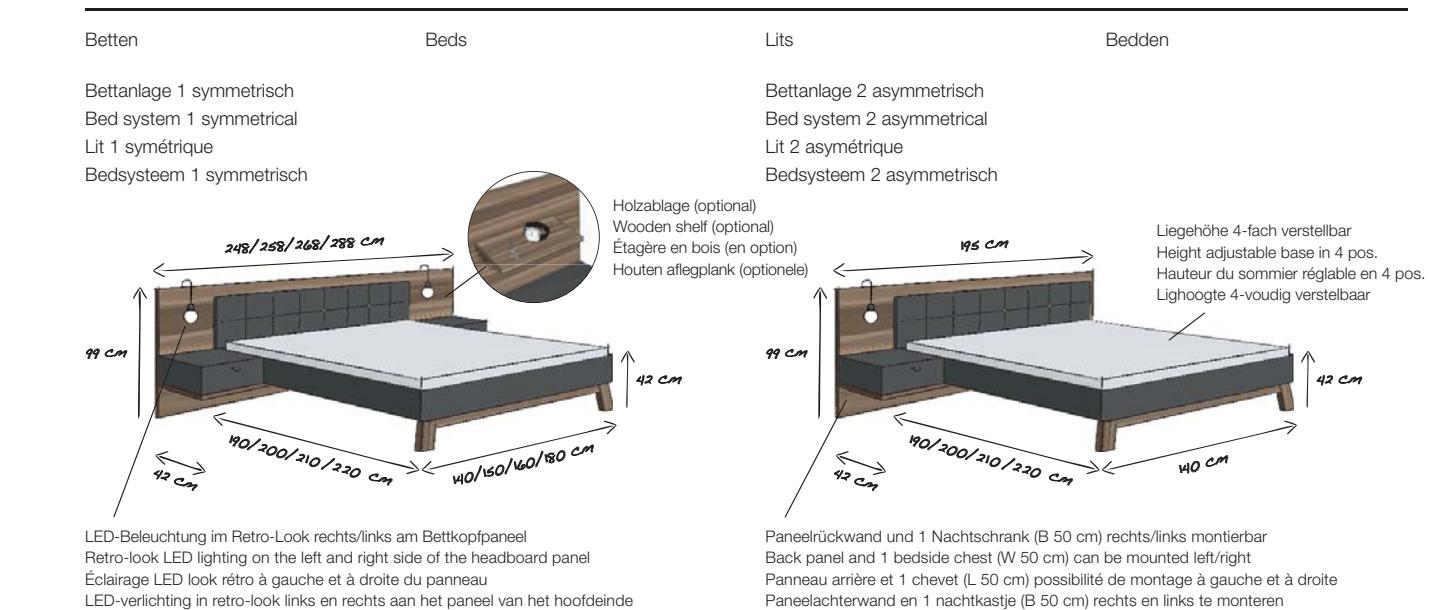 Betten
Beds
Lits
Bedden
Bettanlage 1 symmetrisch
Bed system 1 symmetrical
Lit 1 symétrique
Bedsysteem 1 symmetrisch
Holzablage (optional)
Wooden shelf (optional)
Étagère en bois (en option)
Houten aflegplank (optionele)
248/258/268/288 cm
99 cm
42 cm
190/200/210/220 cm
140/150/160/180 cm
42 cm
LED-Beleuchtung im Retro-Look rechts/links am Bettkopfpaneel
Retro-look LED lighting on the left and right side of the headboard panel
Éclairage LED look rétro à gauche et à droite du panneau
LED-verlichting in retro-look links en rechts aan het paneel van het hoofdeinde
Bettanlage 2 asymmetrisch
Bed system 2 asymmetrical
Lit 2 asymétrique
Bedsysteem 2 asymmetrisch
195 cm
Liegehöhe 4-fach verstellbar
Height adjustable base in 4 pos.
Hauteur du sommier réglable en 4 pos.
Lighoogte 4-voudig verstelbaar
99 cm
42 cm
190/200/210/220 cm
140 cm
42 cm
Paneelrückwand und 1 Nachtschrank (B 50 cm) rechts/links montierbar
Back panel and 1 bedside chest (W 50 cm) can be mounted left/right
Panneau arrière et 1 chevet (L 50 cm) possibilité de montage à gauche et à droite
Paneelachterwand en 1 nachtkastje (B 50 cm) rechts en links te monteren